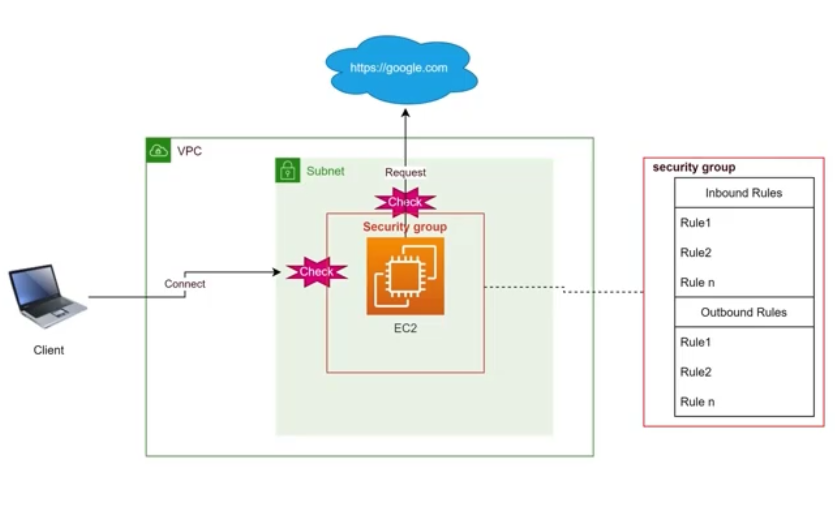 https://google.com
VPC
Subnet
Request
Check
Security group
Check
Connect
EC2
Client
security group
Inbound Rules
Rule1
Rule2
Rule n
Outbound Rules
Rule1
Rule2
Rule n